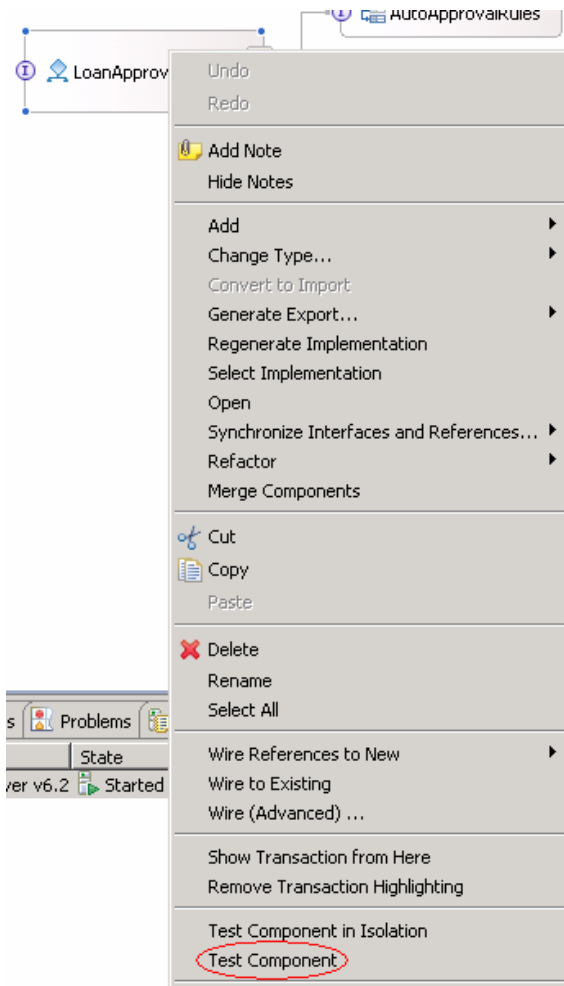 AutoApprovalRules
LoanApprov
Undo
Redo
Add Note
Hide Notes
Add
Change Type...
Convert to Import
Generate Export...
Regenerate Implementation
Select Implementation
Open
Synchronize Interfaces and References...
Refactor
Merge Components
Cut
Copy
Paste
Delete
Rename
Select All
s Problems
State
ver v6.2 Started
Wire References to New
Wire to Existing
Wire (Advanced) ...
Show Transaction from Here
Remove Transaction Highlighting
Test Component in Isolation
Test Component